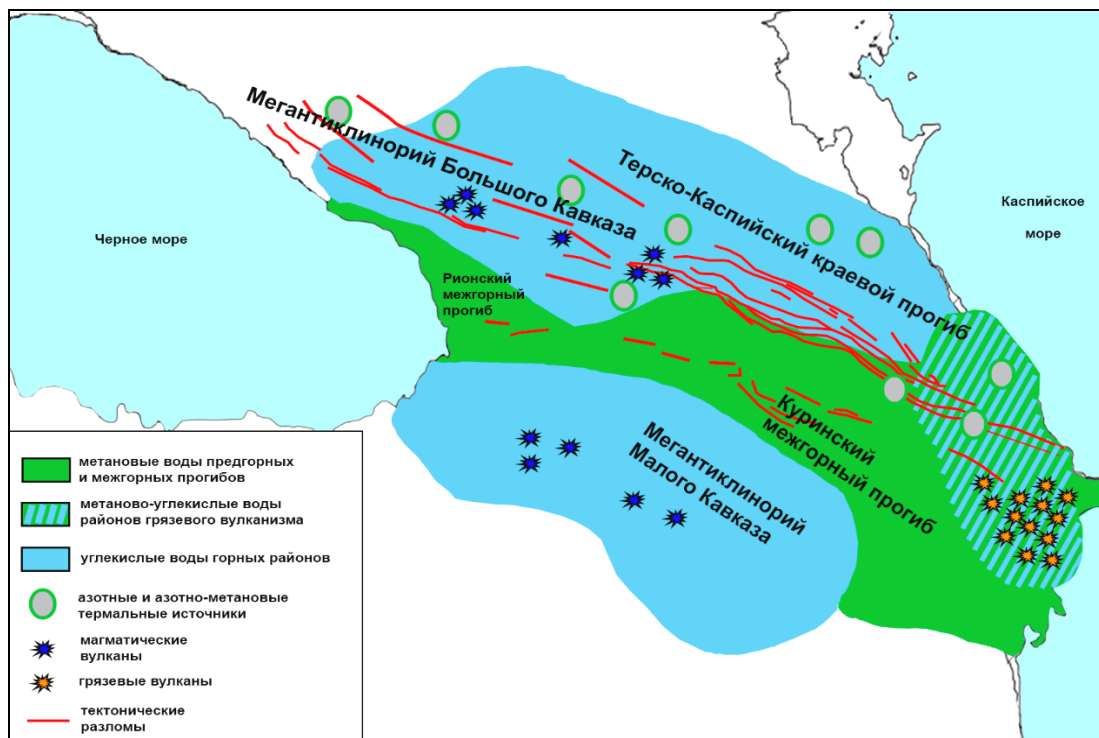 Мегантиклинорий Большого Кавказа
Терско-Каспийский краевой прогиб
Каспийское
море
Черное море
Рионский
межгорный
прогиб
Куринский
межгорный прогиб
Мегантиклинорий
Малого Кавказа
метановые воды предгорных
и межгорных прогибов
метаново-углекислые воды
районов грязевого вулканизма
углекислые воды горных районов
азотные и азотно-метановые
термальные источники
магматические
вулканы
грязевые вулканы
тектонические
разломы